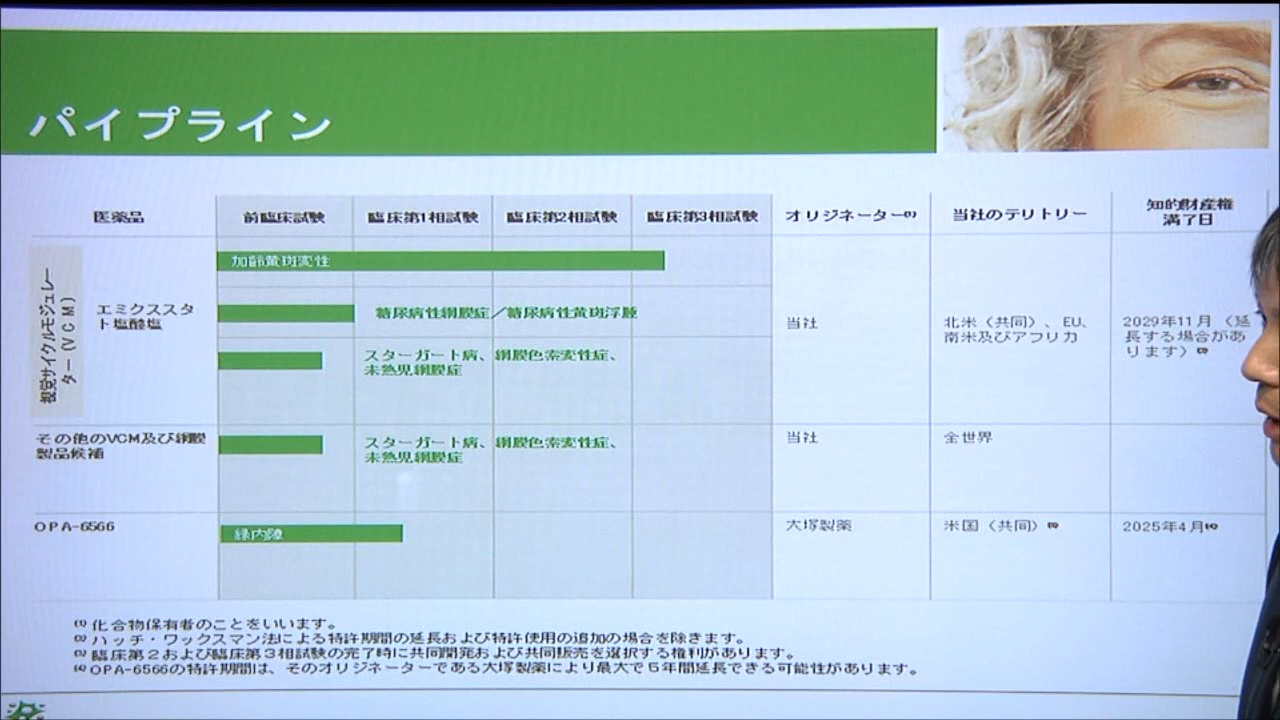 パイプライン
医薬品
前臨床試験
臨床第1相試験
臨床第2相試験
臨床第3相試験
オリジネーター(1)
当社のテリトリー
知的財産権
満了日
視覚サイクルモジュレー
ター(VCM)
エミクススタ
ト塩酸塩
加齢黄斑変性
糖尿病性網膜症／糖尿病性黄斑浮腫
スターガート病、網膜色素変性症、
未熟児網膜症
当社
北米（共同）、EU、
南米及びアフリカ
2029年11月（延
長する場合があ
ります）(2)
その他のVCM及び網膜
製品候補
スターガート病、網膜色素変性症、
未熟児網膜症
当社
全世界
OPA-6566
緑内障
大塚製薬
米国（共同）(3)
2025年4月(4)
(1) 化合物保有者のことをいいます。
(2) ハッチ・ワックスマン法による特許期間の延長および特許使用の追加の場合を除きます。
(3) 臨床第２および臨床第３相試験の完了時に共同開発および共同販売を選択する権利があります。
(4) OPA-6566の特許期間は、そのオリジネーターである大塚製薬により最大で５年間延長できる可能性があります。